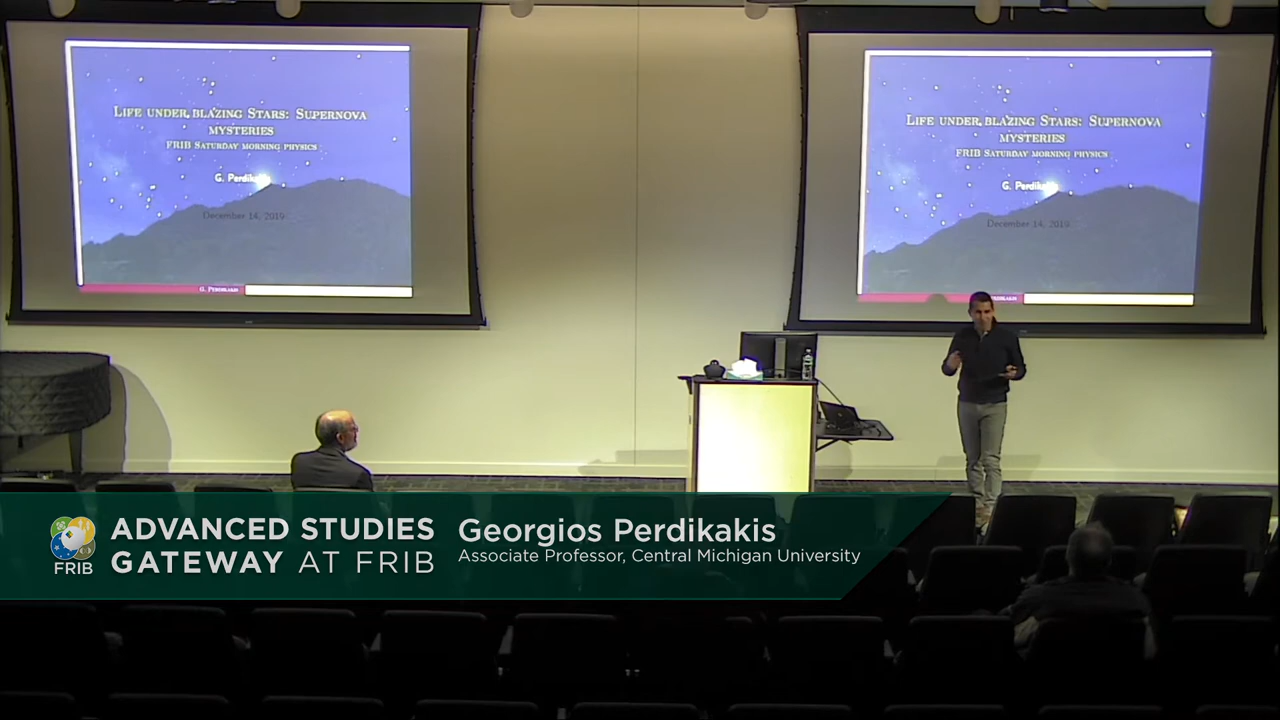 LIFE UNDER BLAZING STARS: SUPERNOVA
MYSTERIES
FRIB SATURDAY MORNING PHYSICS
G. Perdikakis
December 14, 2019
G. PERDIKAKIS
LIFE UNDER BLAZING STARS: SUPERNOVA
MYSTERIES
FRIB SATURDAY MORNING PHYSICS
G. Perdikakis
December 14, 2019
FRIB
ADVANCED STUDIES
GATEWAY AT FRIB
Georgios Perdikakis
Associate Professor, Central Michigan University